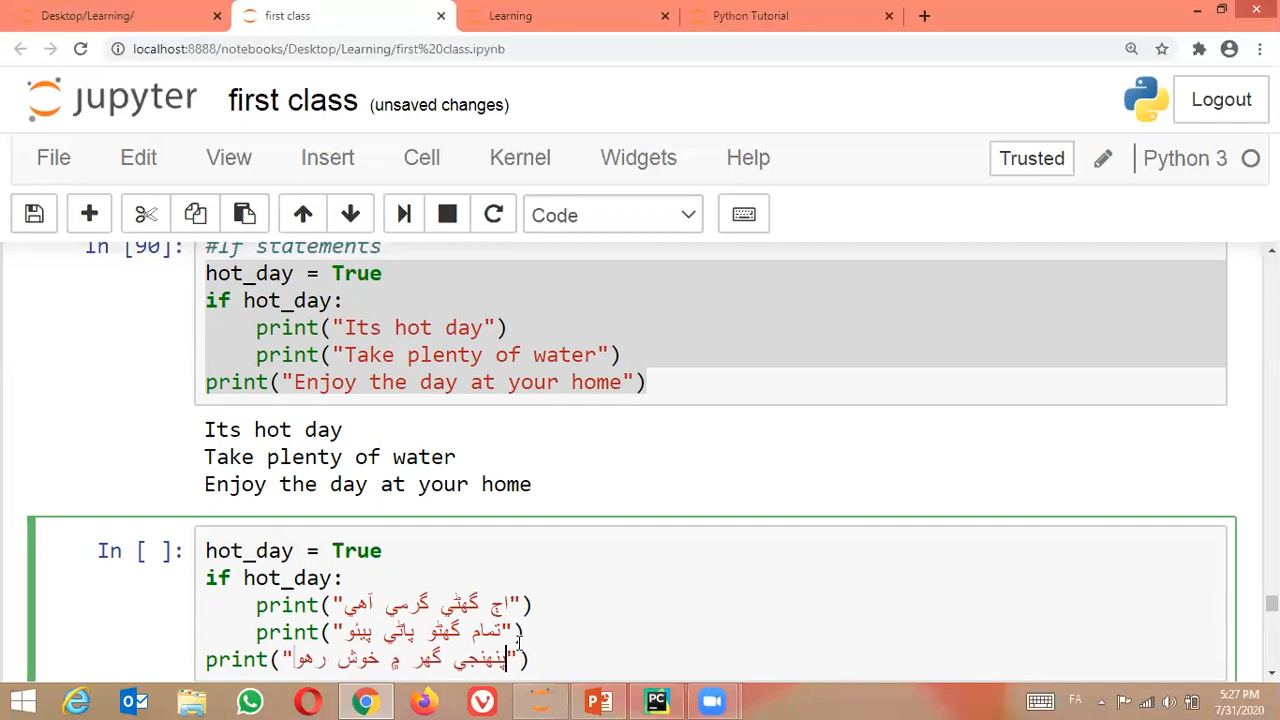 Desktop/Learning/
first class
Learning
Python Tutorial
localhost:8888/notebooks/Desktop/Learning/first%20class.ipynb
jupyter first class (unsaved changes)
Logout
File Edit View Insert Cell Kernel Widgets Help
Trusted Python 3
Code
In [90]: #If statements
hot_day = True
if hot_day:
print("Its hot day")
print("Take plenty of water")
print("Enjoy the day at your home")
Its hot day
Take plenty of water
Enjoy the day at your home
In [ ]: hot_day = True
if hot_day:
print("اڄ گھڻي گرمي آهي")
print("تمام گھڻو پاڻي پيئو")
print("پنهنجي گھر ۾ خوش رهو")
FA
5:27 PM
7/31/2020